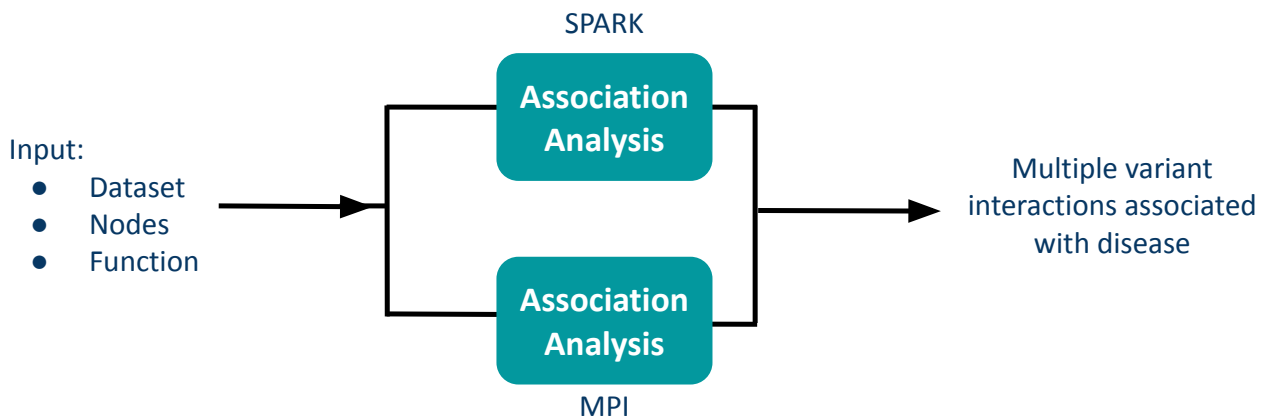 SPARK
Association
Analysis
Input:
● Dataset
● Nodes
● Function
Multiple variant
interactions associated
with disease
Association
Analysis
MPI